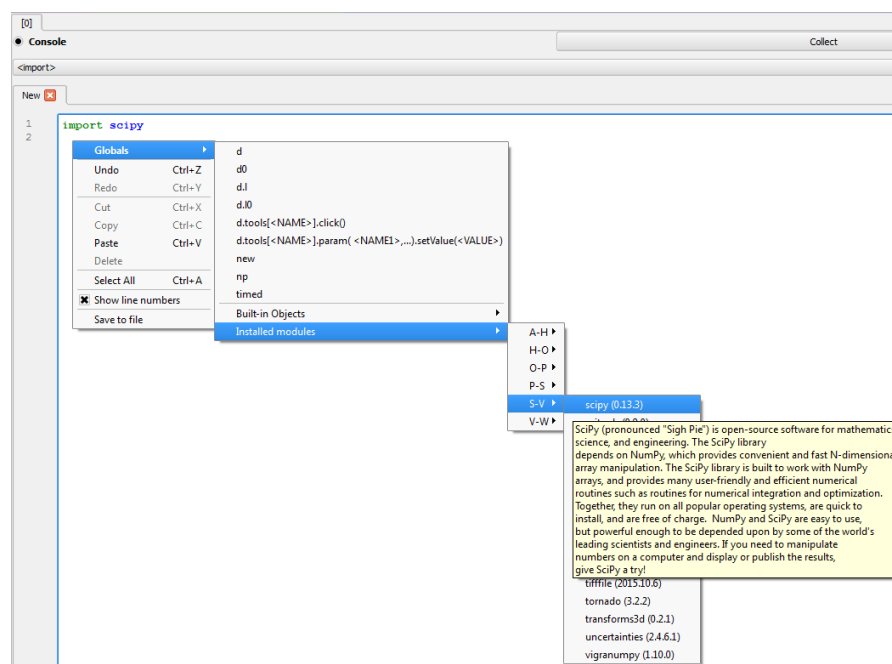 [0]
Console
Collect
<import>
New
1 import scipy
2
Globals
Undo Ctrl+Z
Redo Ctrl+Y
Cut Ctrl+X
Copy Ctrl+C
Paste Ctrl+V
Delete
Select All Ctrl+A
Show line numbers
Save to file
d
d0
d.l
d.l0
d.tools[<NAME>].click()
d.tools[<NAME>].param( <NAME1>,...).setValue(<VALUE>)
new
np
timed
Built-in Objects
Installed modules
A-H
H-O
O-P
P-S
S-V
V-W
scipy (0.13.3)
SciPy (pronounced "Sigh Pie") is open-source software for mathematic
science, and engineering. The SciPy library
depends on NumPy, which provides convenient and fast N-dimensiona
array manipulation. The SciPy library is built to work with NumPy
arrays, and provides many user-friendly and efficient numerical
routines such as routines for numerical integration and optimization.
Together, they run on all popular operating systems, are quick to
install, and are free of charge.  NumPy and SciPy are easy to use,
but powerful enough to be depended upon by some of the world's
leading scientists and engineers. If you need to manipulate
numbers on a computer and display or publish the results,
give SciPy a try!
tifffile (2015.10.6)
tornado (3.2.2)
transforms3d (0.2.1)
uncertainties (2.4.6.1)
vigranumpy (1.10.0)